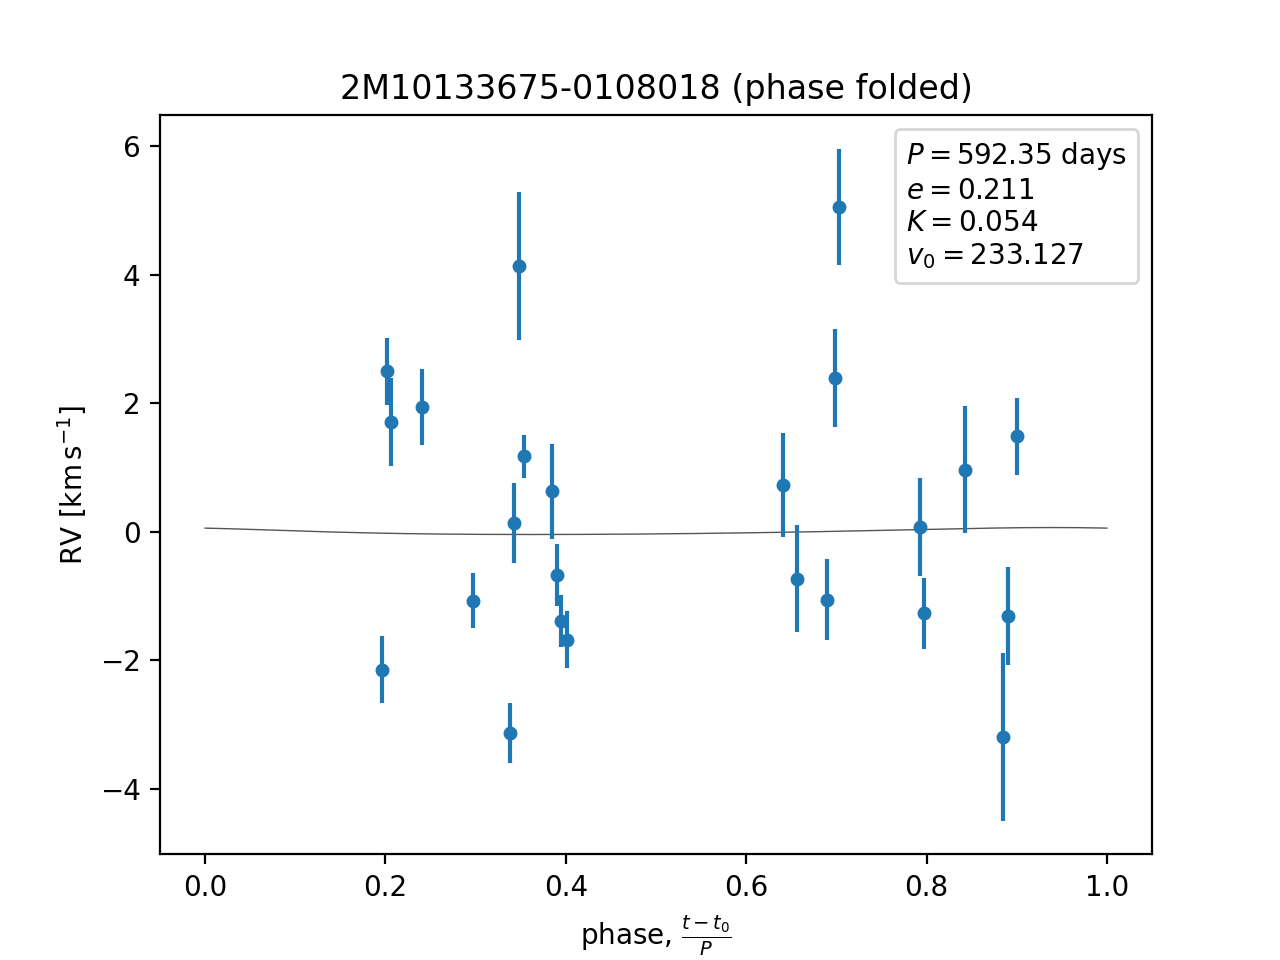 2M10133675-0108018 (phase folded)
P = 592.35 days
e = 0.211
K = 0.054
v₀ = 233.127
6
4
2
0
−2
−4
RV [km s⁻¹]
0.0 0.2 0.4 0.6 0.8 1.0
phase, (t − t₀)/P